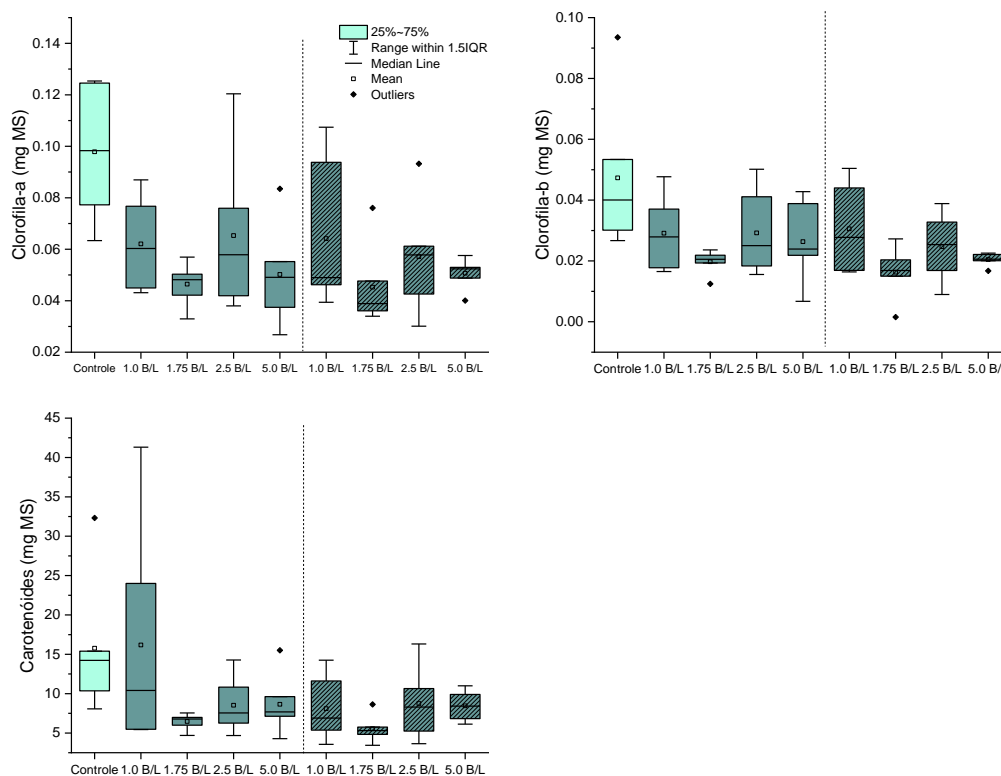 Clorofila-a (mg MS)
0.14
0.12
0.10
0.08
0.06
0.04
0.02
25%~75%
Range within 1.5IQR
Median Line
Mean
Outliers
Controle 1.0 B/L 1.75 B/L 2.5 B/L 5.0 B/L 1.0 B/L 1.75 B/L 2.5 B/L 5.0 B/L
Clorofila-b (mg MS)
0.10
0.08
0.06
0.04
0.02
0.00
Controle 1.0 B/L 1.75 B/L 2.5 B/L 5.0 B/L 1.0 B/L 1.75 B/L 2.5 B/L 5.0 B/L
Carotenóides (mg MS)
45
40
35
30
25
20
15
10
5
Controle 1.0 B/L 1.75 B/L 2.5 B/L 5.0 B/L 1.0 B/L 1.75 B/L 2.5 B/L 5.0 B/L